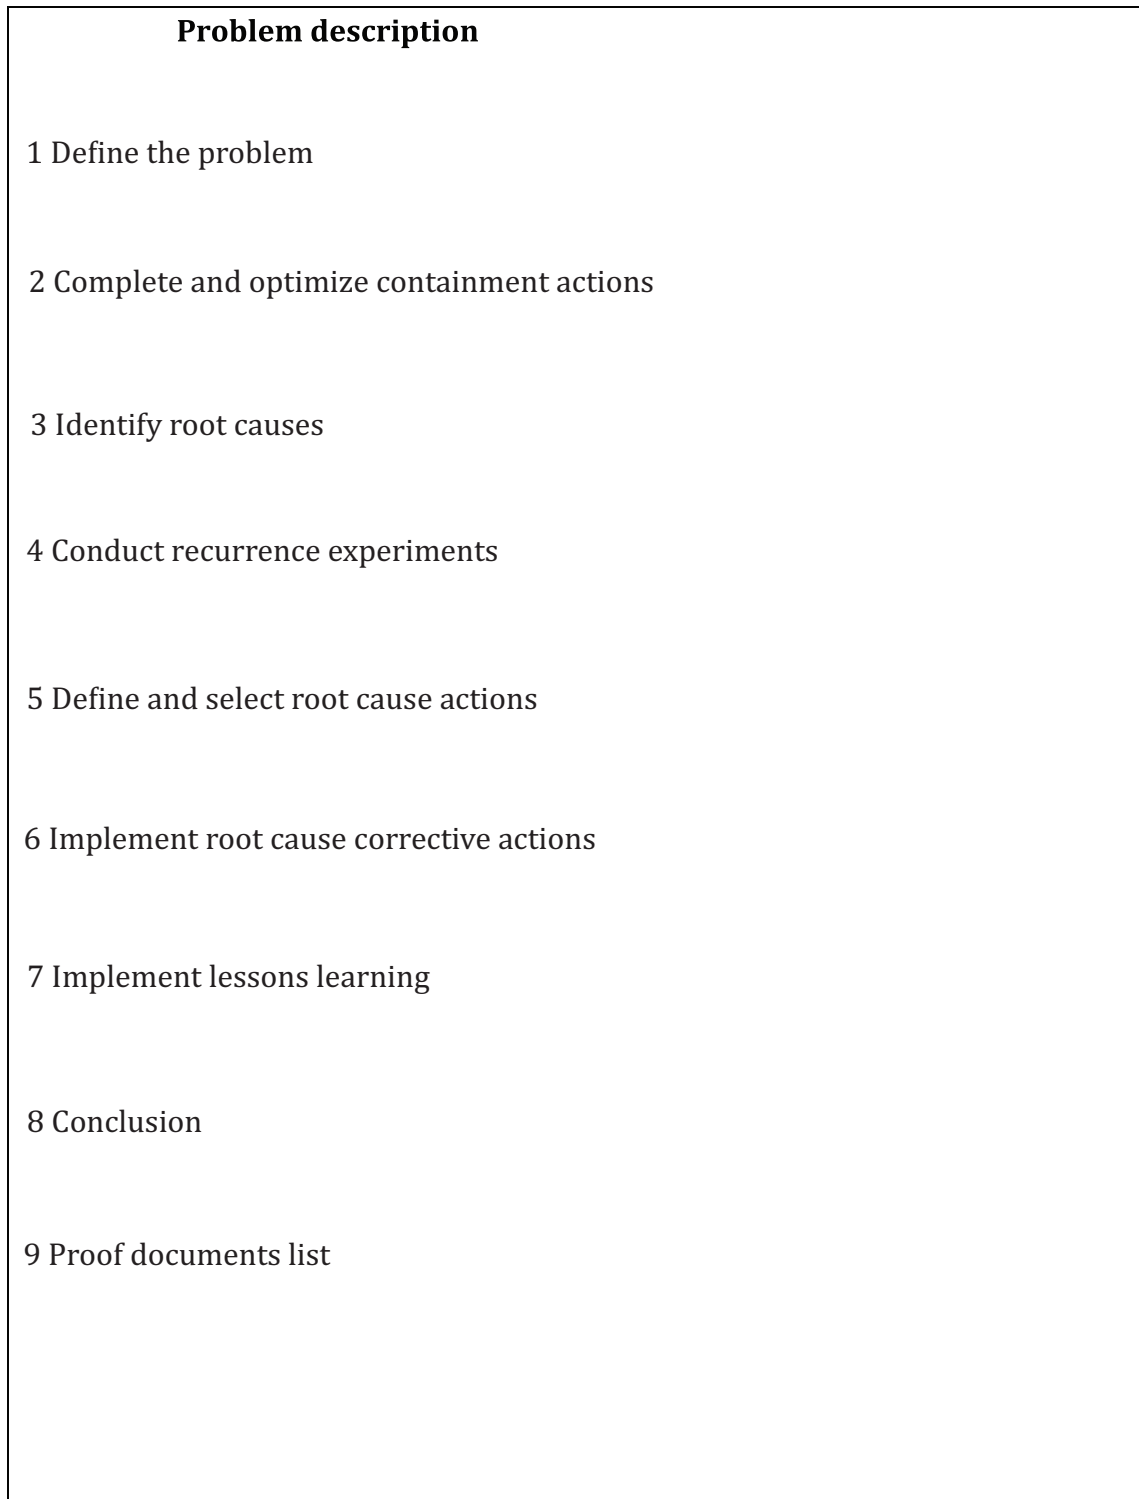 Problem description
1 Define the problem
2 Complete and optimize containment actions
3 Identify root causes
4 Conduct recurrence experiments
5 Define and select root cause actions
6 Implement root cause corrective actions
7 Implement lessons learning
8 Conclusion
9 Proof documents list